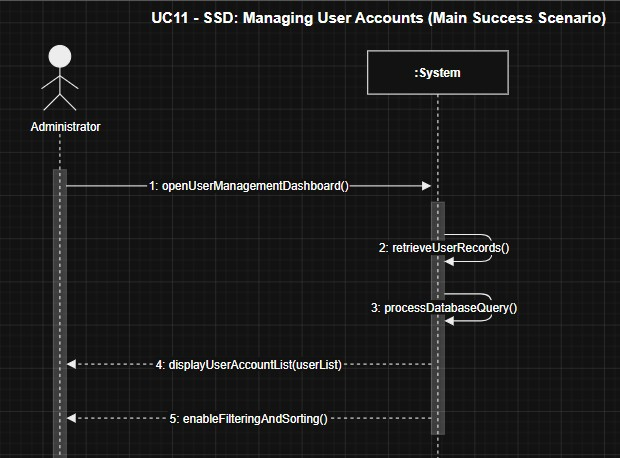 UC11 - SSD: Managing User Accounts (Main Success Scenario)
:System
Administrator
1: openUserManagementDashboard()
2: retrieveUserRecords()
3: processDatabaseQuery()
4: displayUserAccountList(userList)
5: enableFilteringAndSorting()